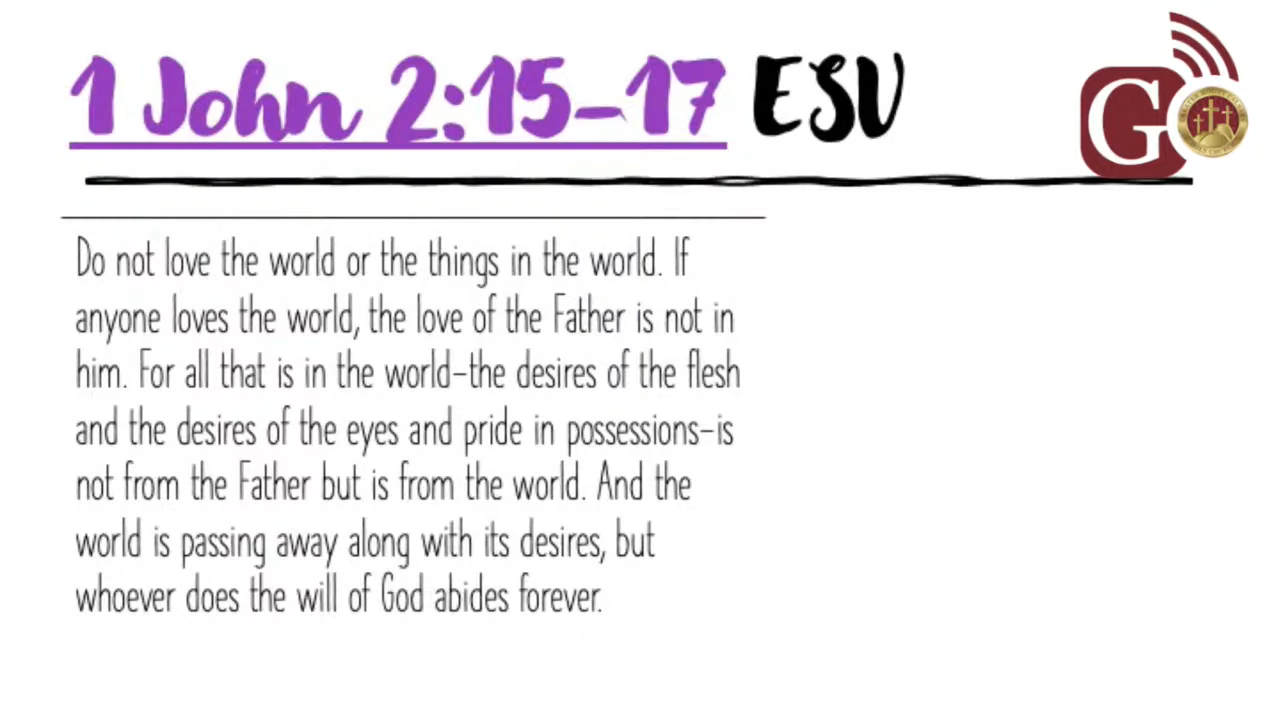 1 John 2:15-17 ESV
GO
Do not love the world or the things in the world. If
anyone loves the world, the love of the Father is not in
him. For all that is in the world-the desires of the flesh
and the desires of the eyes and pride in possessions-is
not from the Father but is from the world. And the
world is passing away along with its desires, but
whoever does the will of God abides forever.